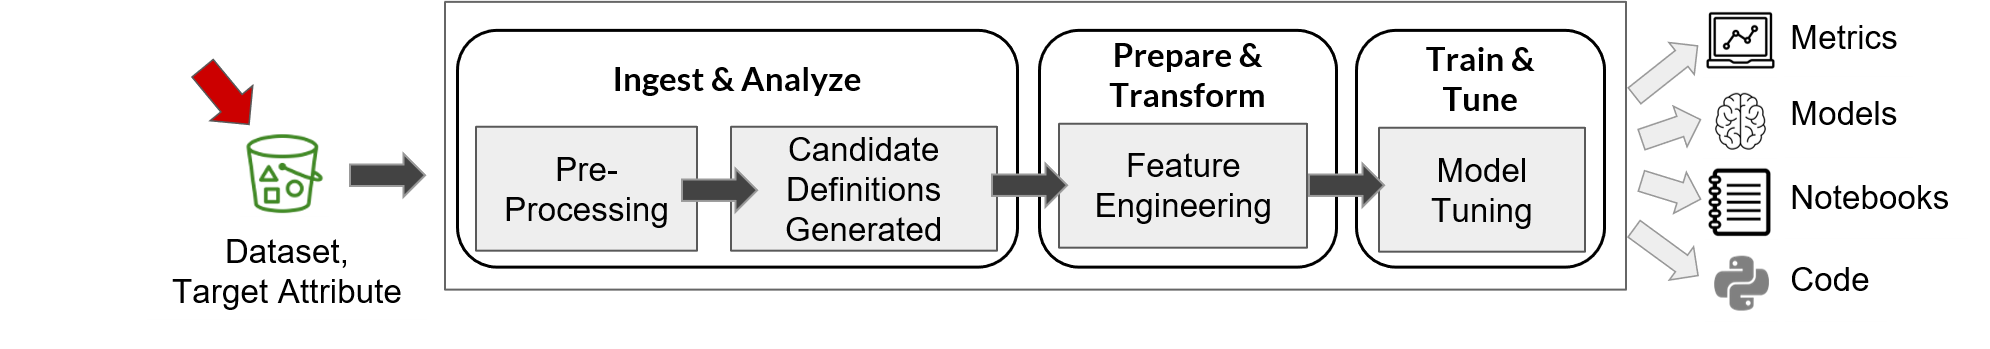 Dataset,
Target Attribute
Ingest & Analyze
Pre-
Processing
Candidate
Definitions
Generated
Prepare &
Transform
Feature
Engineering
Train &
Tune
Model
Tuning
Metrics
Models
Notebooks
Code